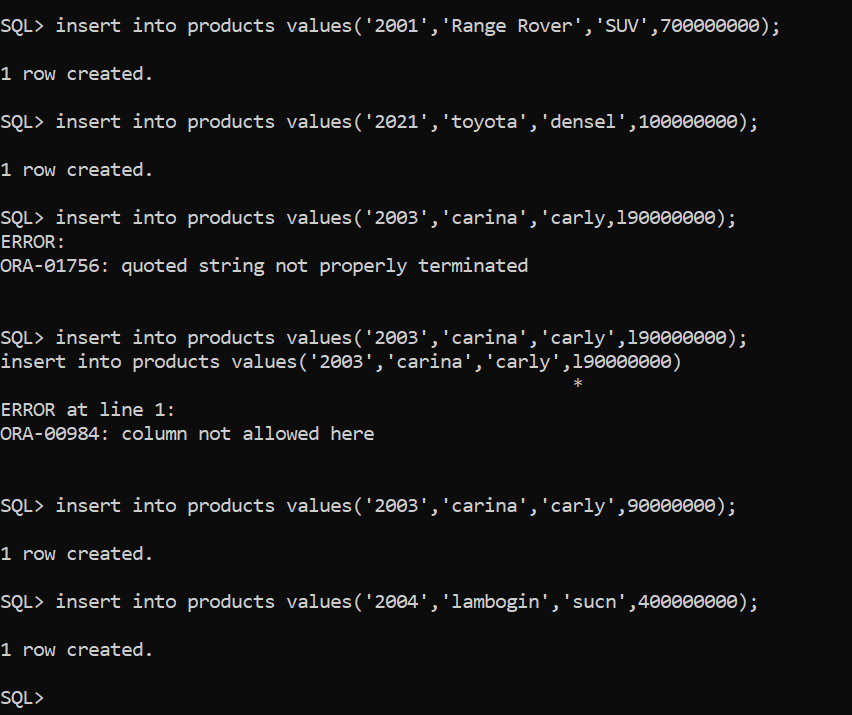 SQL> insert into products values('2001','Range Rover','SUV',700000000);
1 row created.
SQL> insert into products values('2021','toyota','densel',100000000);
1 row created.
SQL> insert into products values('2003','carina','carly,l90000000);
ERROR:
ORA-01756: quoted string not properly terminated
SQL> insert into products values('2003','carina','carly',l90000000);
insert into products values('2003','carina','carly',l90000000)
*
ERROR at line 1:
ORA-00984: column not allowed here
SQL> insert into products values('2003','carina','carly',90000000);
1 row created.
SQL> insert into products values('2004','lambogin','sucn',400000000);
1 row created.
SQL>